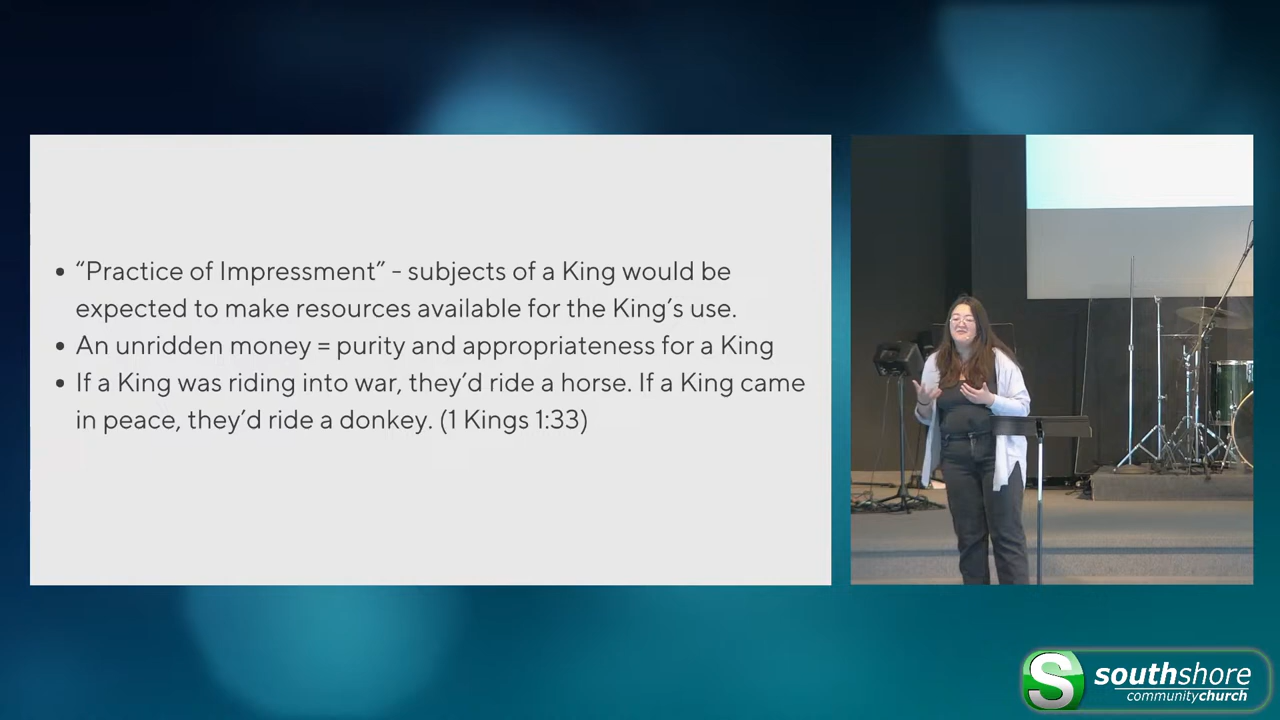 • “Practice of Impressment” - subjects of a King would be
expected to make resources available for the King’s use.
• An unridden money = purity and appropriateness for a King
• If a King was riding into war, they’d ride a horse. If a King came
in peace, they’d ride a donkey. (1 Kings 1:33)
S southshore
communitychurch